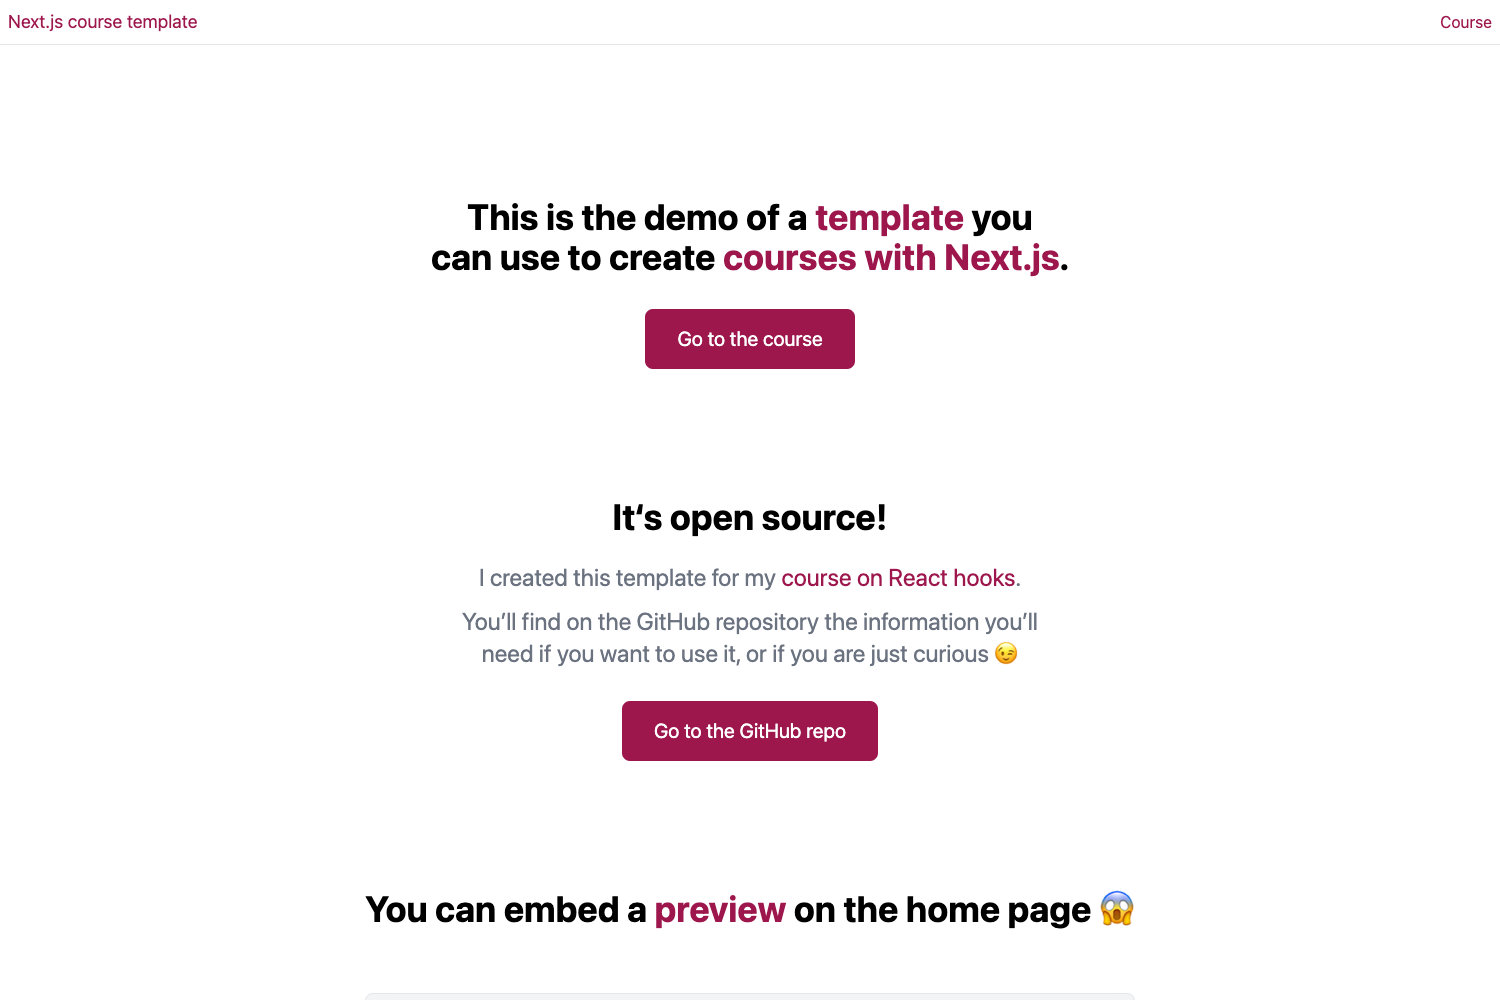 Next.js course template
Course
This is the demo of a template you
can use to create courses with Next.js.
Go to the course
It‘s open source!
I created this template for my course on React hooks.
You’ll find on the GitHub repository the information you’ll
need if you want to use it, or if you are just curious 😉
Go to the GitHub repo
You can embed a preview on the home page 😱